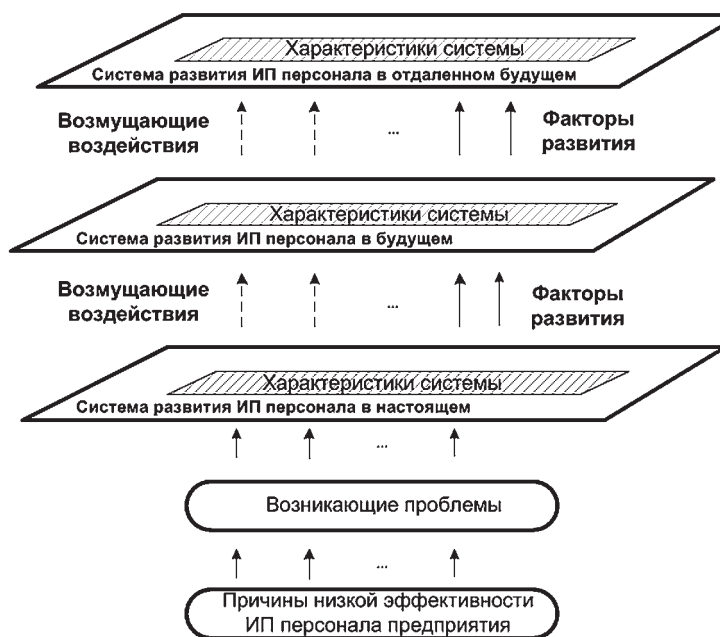 Характеристики системы
Система развития ИП персонала в отдаленном будущем
Возмущающие
воздействия
...
Факторы
развития
Характеристики системы
Система развития ИП персонала в будущем
Возмущающие
воздействия
...
Факторы
развития
Характеристики системы
Система развития ИП персонала в настоящем
...
Возникающие проблемы
...
Причины низкой эффективности
ИП персонала предприятия